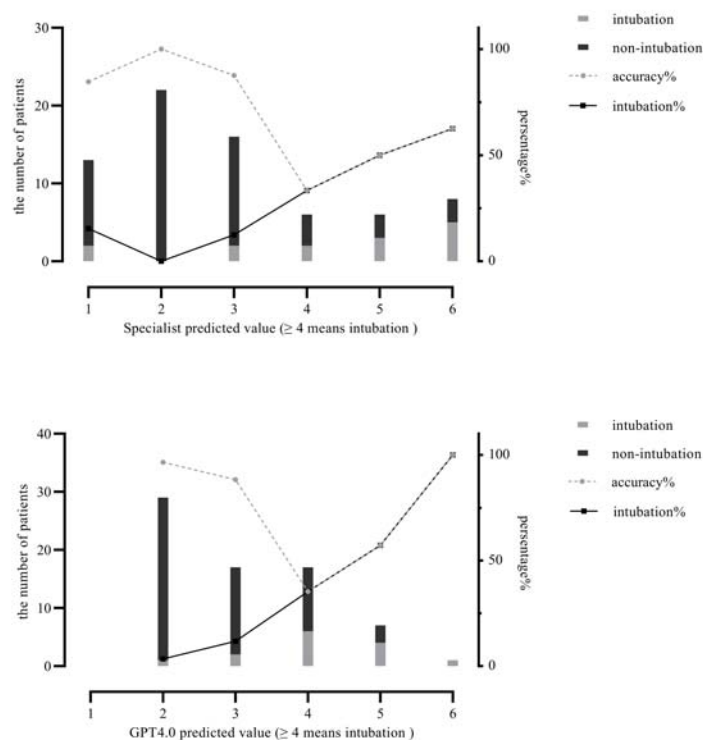 intubation
non-intubation
accuracy%
intubation%
30
20
10
0
the number of patients
100
50
0
persentage%
1 2 3 4 5 6
Specialist predicted value (≥ 4 means intubation )
intubation
non-intubation
accuracy%
intubation%
40
30
20
10
0
the number of patients
100
50
0
persentage%
1 2 3 4 5 6
GPT4.0 predicted value (≥ 4 means intubation )